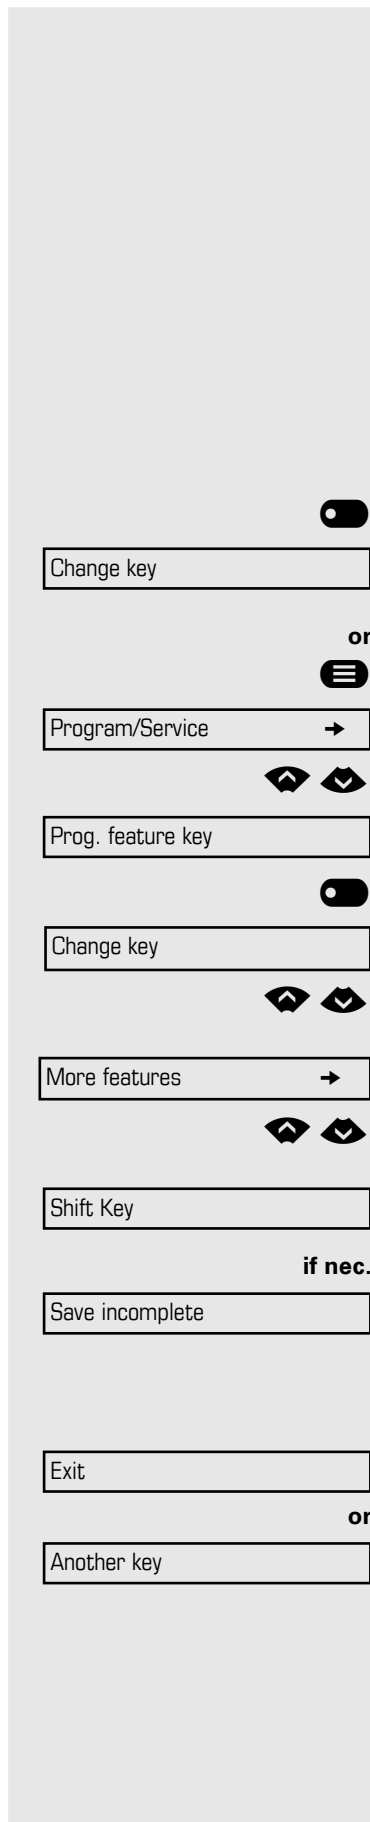 Change key
or
Program/Service →
Prog. feature key
Change key
More features →
Shift Key
if nec.
Save incomplete
Exit
or
Another key